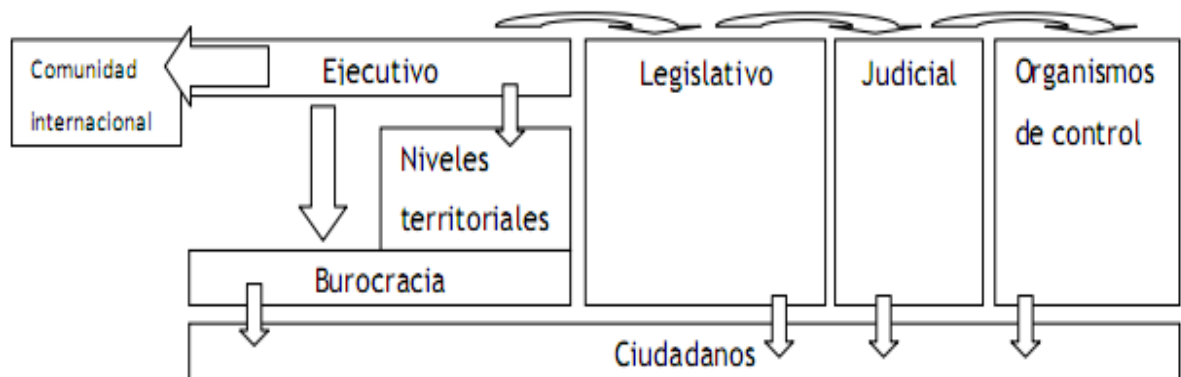 Comunidad
internacional
Ejecutivo
Legislativo
Judicial
Organismos
de control
Niveles
territoriales
Burocracia
Ciudadanos